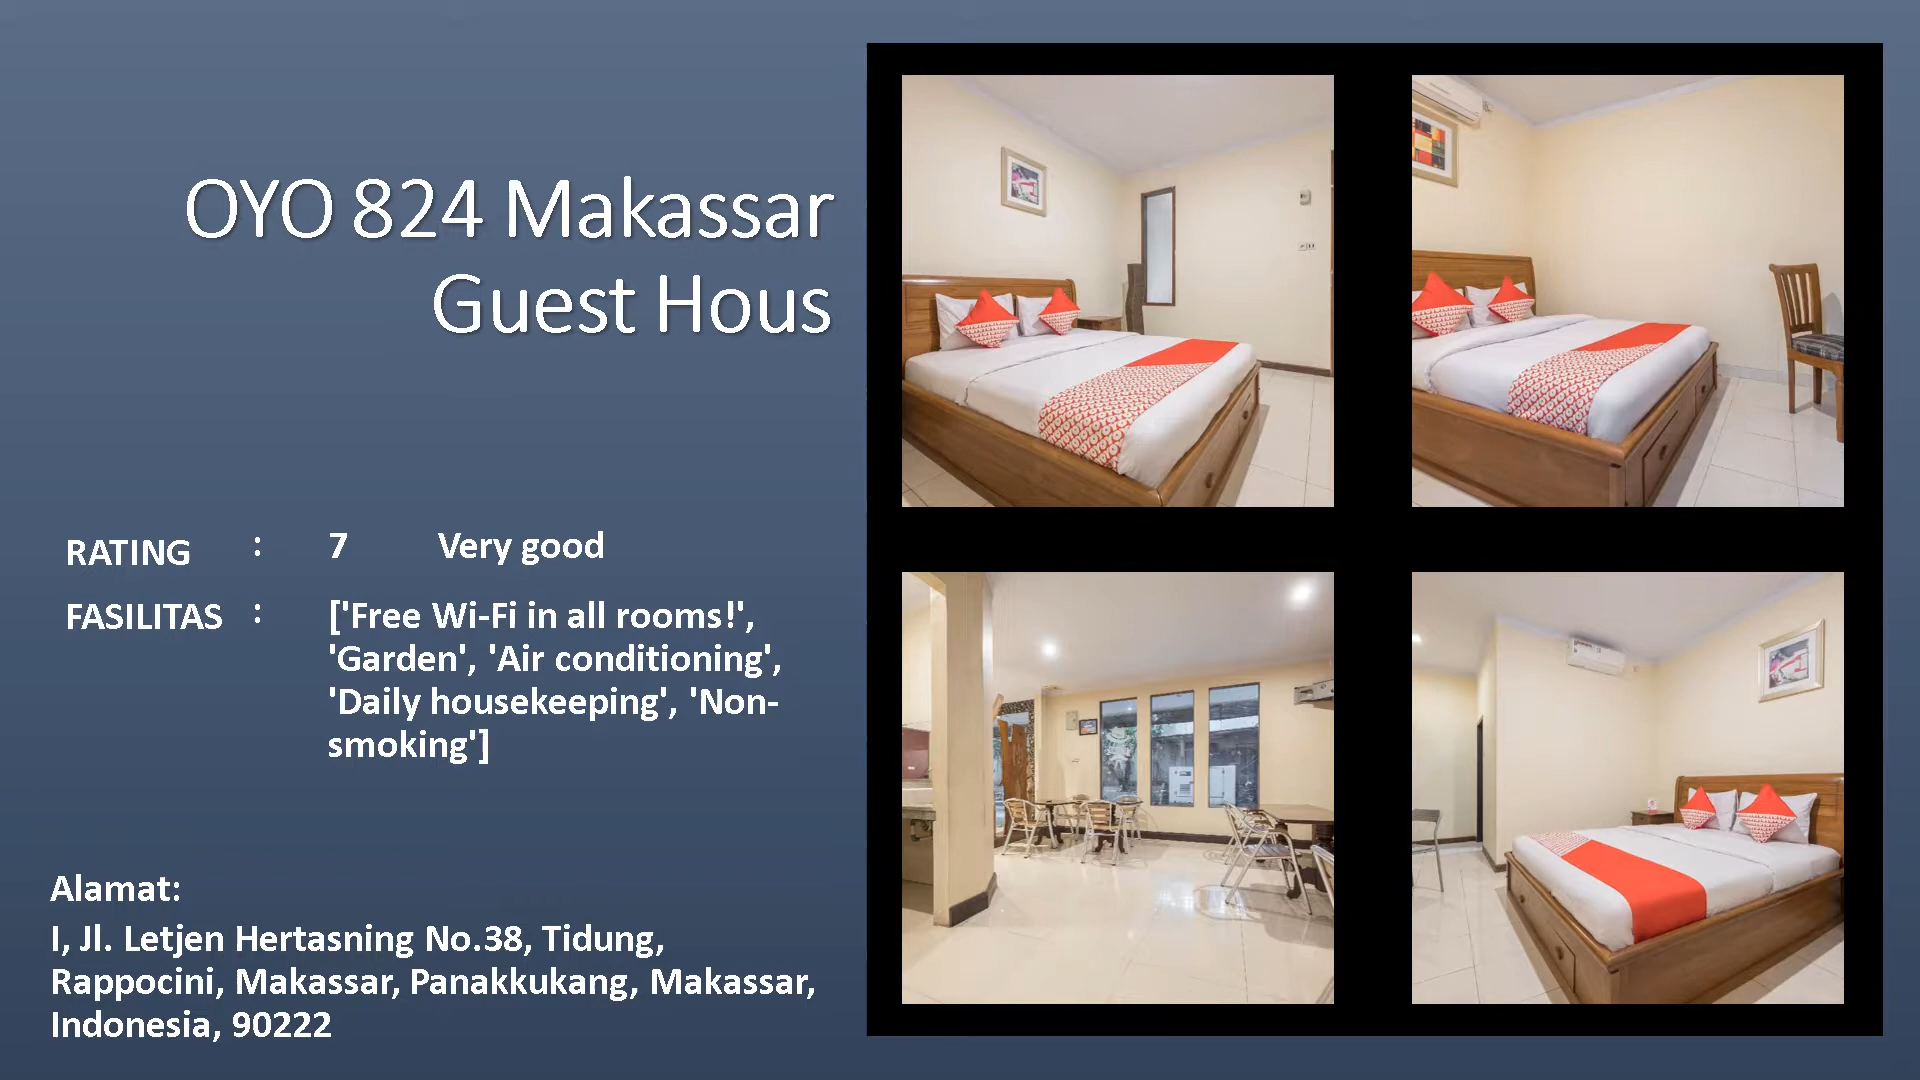 OYO 824 Makassar
Guest Hous
RATING : 7 Very good
FASILITAS : ['Free Wi-Fi in all rooms!',
'Garden', 'Air conditioning',
'Daily housekeeping', 'Non-
smoking']
Alamat:
I, Jl. Letjen Hertasning No.38, Tidung,
Rappocini, Makassar, Panakkukang, Makassar,
Indonesia, 90222